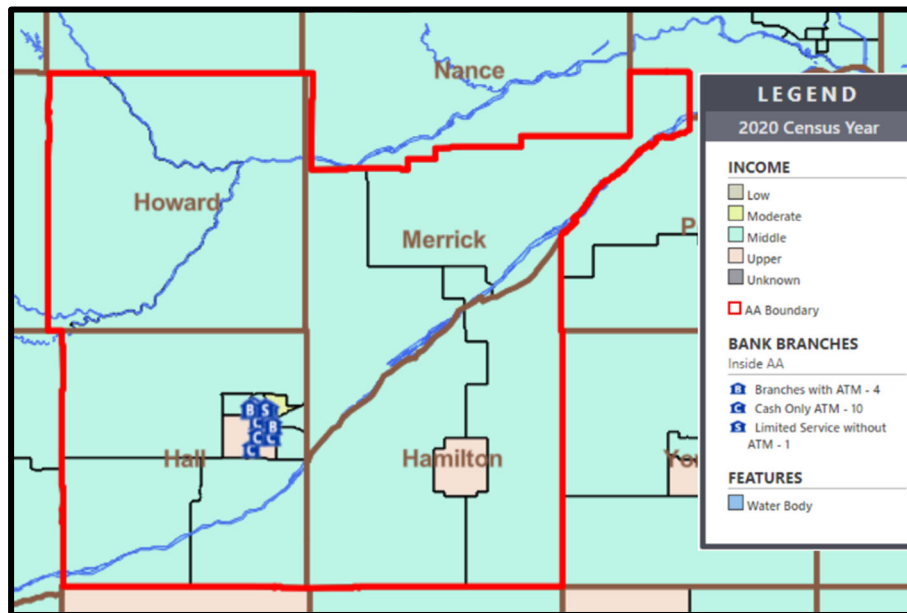 Nance
Howard
Merrick
P
Hall
Hamilton
Yor
B
S
C
B
C
C
C
LEGEND
2020 Census Year
INCOME
Low
Moderate
Middle
Upper
Unknown
AA Boundary
BANK BRANCHES
Inside AA
B Branches with ATM - 4
C Cash Only ATM - 10
S Limited Service without
ATM - 1
FEATURES
Water Body